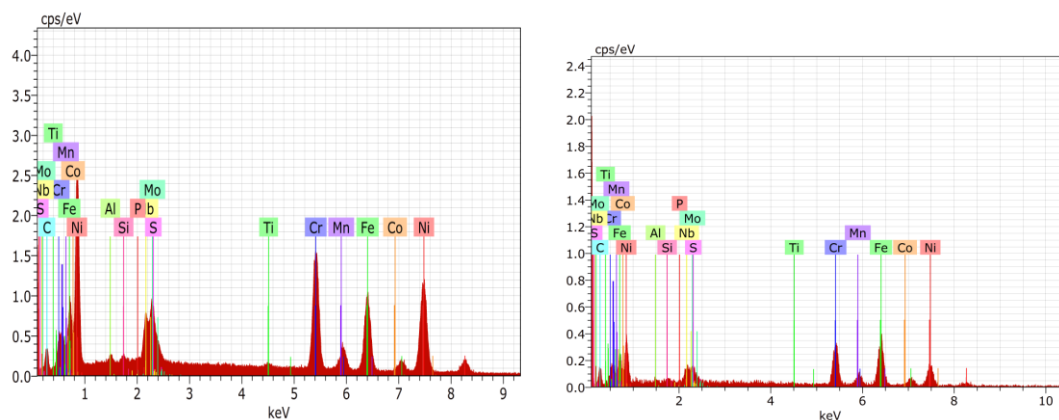 cps/eV
4.0
3.5
3.0
2.5
2.0
1.5
1.0
0.5
0.0
Ti
Mn
Mo Co
Nb Cr Al P b Mo
S Fe
C Ni Si S Ti Cr Mn Fe Co Ni
1 2 3 4 5 6 7 8 9
keV
cps/eV
2.4
2.2
2.0
1.8
1.6
1.4
1.2
1.0
0.8
0.6
0.4
0.2
0.0
Ti
Mn
Mo Co P
Nb Cr Mo
S Fe Al Nb Mn
C Ni Si S Ti Cr Fe Co Ni
2 4 6 8 10
keV